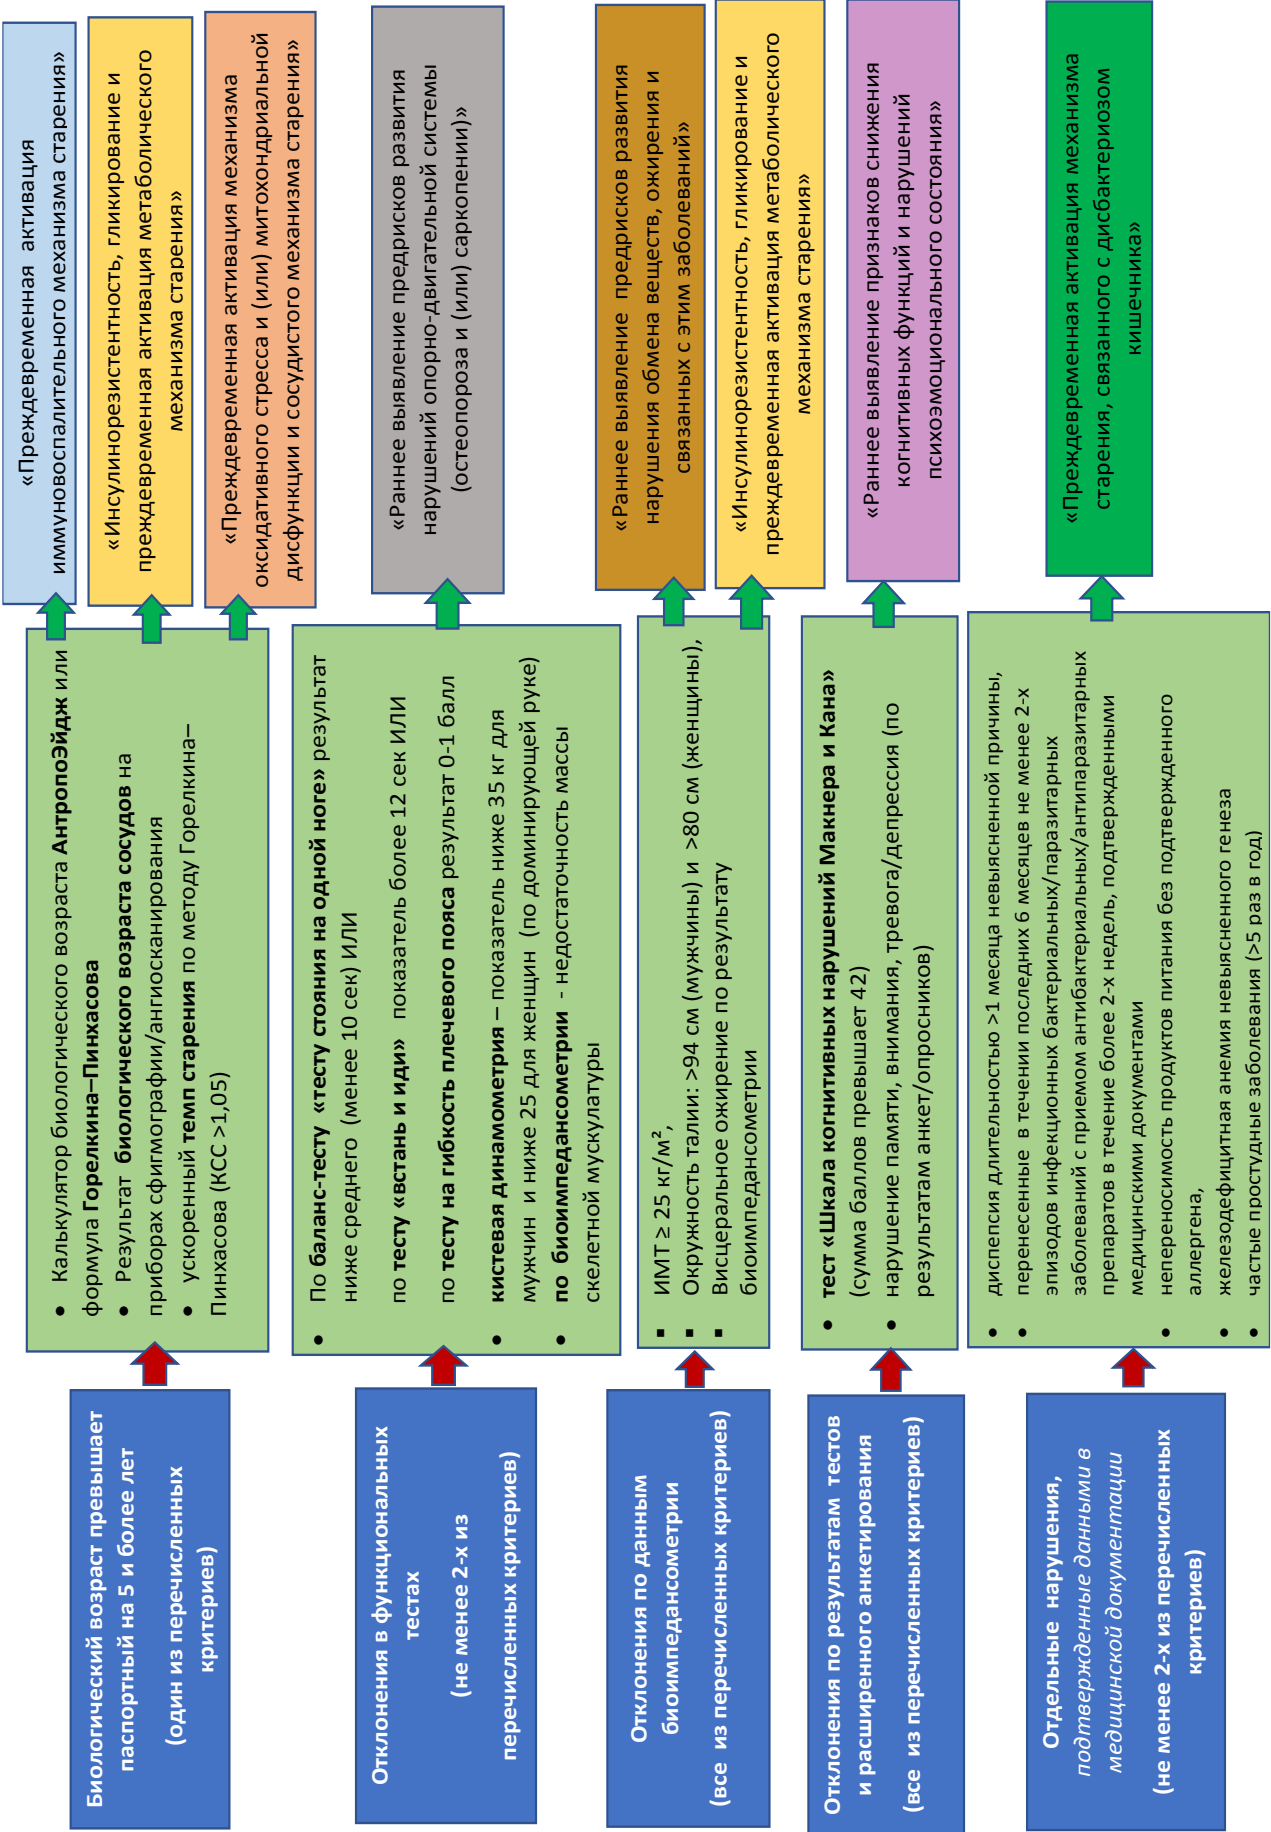 Биологический возраст превышает
паспортный на 5 и более лет
(один из перечисленных
критериев)
• Калькулятор биологического возраста АнтропоЭйдж или
формула Горелкина–Пинхасова
• Результат биологического возраста сосудов на
приборах сфигмографии/ангиосканирования
• ускоренный темп старения по методу Горелкина–
Пинхасова (КСС >1,05)
«Преждевременная активация
иммуновоспалительного механизма старения»
«Инсулинорезистентность, гликирование и
преждевременная активация метаболического
механизма старения»
«Преждевременная активация механизма
оксидативного стресса и (или) митохондриальной
дисфункции и сосудистого механизма старения»
Отклонения в функциональных
тестах
(не менее 2-х из
перечисленных критериев)
• По баланс-тесту «тесту стояния на одной ноге» результат
ниже среднего (менее 10 сек) ИЛИ
по тесту «встань и иди» показатель более 12 сек ИЛИ
по тесту на гибкость плечевого пояса результат 0-1 балл
• кистевая динамометрия – показатель ниже 35 кг для
мужчин и ниже 25 для женщин (по доминирующей руке)
• по биоимпедансометрии - недостаточность массы
скелетной мускулатуры
«Раннее выявление предрисков развития
нарушений опорно-двигательной системы
(остеопороза и (или) саркопении)»
Отклонения по данным
биоимпедансометрии
(все из перечисленных критериев)
▪ ИМТ ≥ 25 кг/м²,
▪ Окружность талии: >94 см (мужчины) и >80 см (женщины),
▪ Висцеральное ожирение по результату
биоимпедансометрии
«Раннее выявление предрисков развития
нарушения обмена веществ, ожирения и
связанных с этим заболеваний»
«Инсулинорезистентность, гликирование и
преждевременная активация метаболического
механизма старения»
Отклонения по результатам тестов
и расширенного анкетирования
(все из перечисленных критериев)
• тест «Шкала когнитивных нарушений Макнера и Кана»
(сумма баллов превышает 42)
• нарушение памяти, внимания, тревога/депрессия (по
результатам анкет/опросников)
«Раннее выявление признаков снижения
когнитивных функций и нарушений
психоэмоционального состояния»
Отдельные нарушения,
подтвержденные данными в
медицинской документации
(не менее 2-х из перечисленных
критериев)
• диспепсия длительностью >1 месяца невыясненной причины,
• перенесенные в течении последних 6 месяцев не менее 2-х
эпизодов инфекционных бактериальных/паразитарных
заболеваний с приемом антибактериальных/антипаразитарных
препаратов в течение более 2-х недель, подтвержденными
медицинскими документами
• непереносимость продуктов питания без подтвержденного
аллергена,
• железодефицитная анемия невыясненного генеза
• частые простудные заболевания (>5 раз в год)
«Преждевременная активация механизма
старения, связанного с дисбактериозом
кишечника»